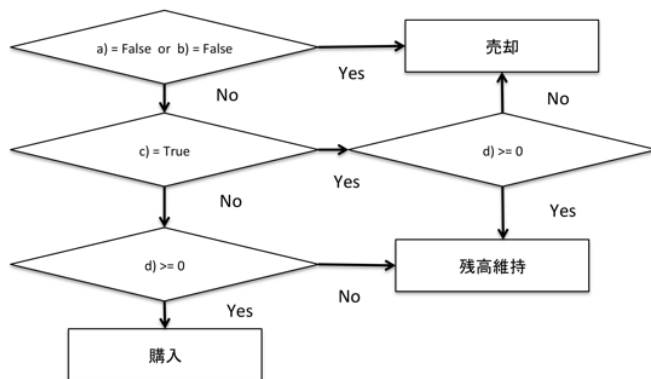 a) = False or b) = False
Yes
売却
No
No
c) = True
Yes
d) >= 0
No
Yes
d) >= 0
No
残高維持
Yes
購入